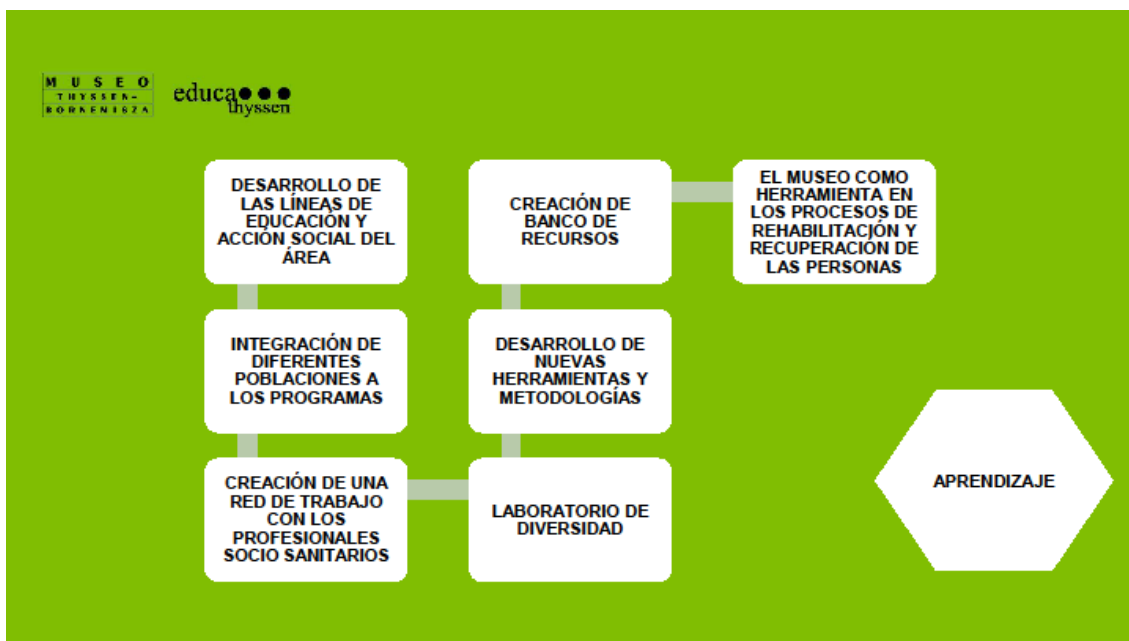 MUSEO
THYSSEN-
BORNEMISZA
educa
thyssen
DESARROLLO DE
LAS LÍNEAS DE
EDUCACIÓN Y
ACCIÓN SOCIAL DEL
ÁREA
INTEGRACIÓN DE
DIFERENTES
POBLACIONES A
LOS PROGRAMAS
CREACIÓN DE UNA
RED DE TRABAJO
CON LOS
PROFESIONALES
SOCIO SANITARIOS
LABORATORIO DE
DIVERSIDAD
DESARROLLO DE
NUEVAS
HERRAMIENTAS Y
METODOLOGÍAS
CREACIÓN DE
BANCO DE
RECURSOS
EL MUSEO COMO
HERRAMIENTA EN
LOS PROCESOS DE
REHABILITACIÓN Y
RECUPERACIÓN DE
LAS PERSONAS
APRENDIZAJE